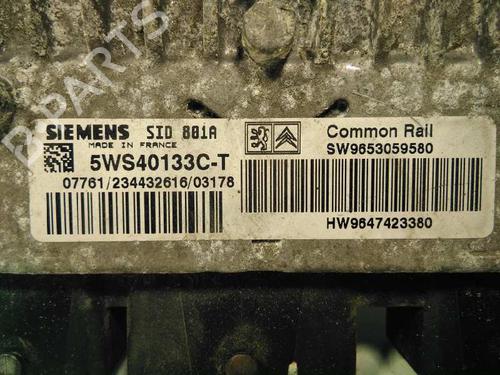 SIEMENS SID 801A
MADE IN FRANCE
5WS40133C-T
07761/234432616/03178
Common Rail
SW9653059580
HW9647423380
B-PARTS